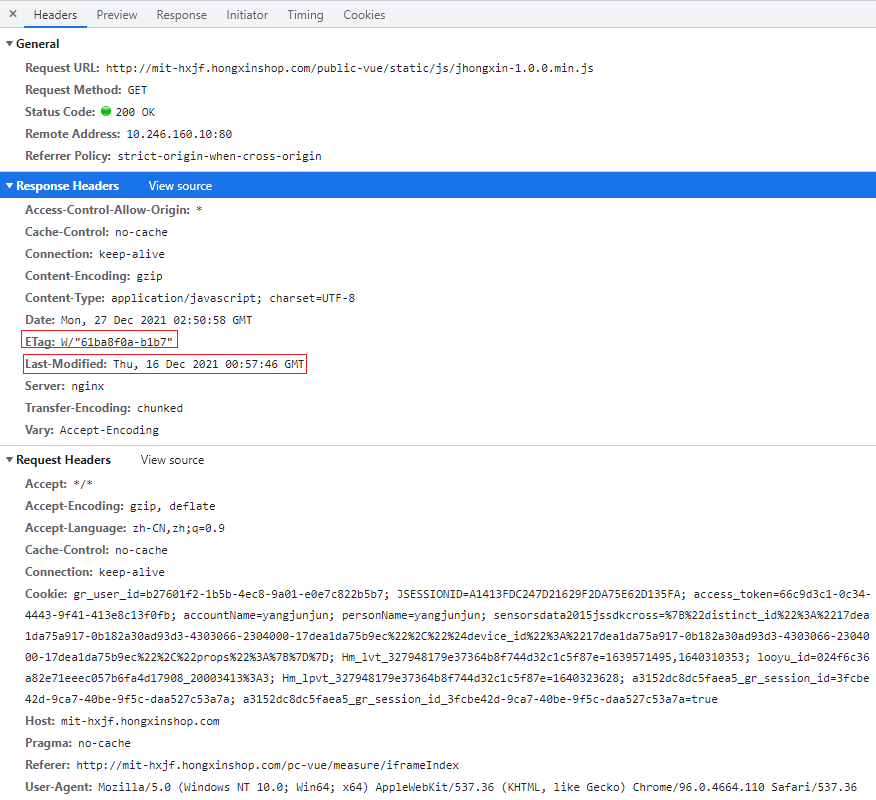 × Headers Preview Response Initiator Timing Cookies
▼General
Request URL: http://mit-hxjf.hongxinshop.com/public-vue/static/js/jhongxin-1.0.0.min.js
Request Method: GET
Status Code: 200 OK
Remote Address: 10.246.160.10:80
Referrer Policy: strict-origin-when-cross-origin
▼Response Headers View source
Access-Control-Allow-Origin: *
Cache-Control: no-cache
Connection: keep-alive
Content-Encoding: gzip
Content-Type: application/javascript; charset=UTF-8
Date: Mon, 27 Dec 2021 02:50:58 GMT
ETag: W/"61ba8f0a-b1b7"
Last-Modified: Thu, 16 Dec 2021 00:57:46 GMT
Server: nginx
Transfer-Encoding: chunked
Vary: Accept-Encoding
▼Request Headers View source
Accept: */*
Accept-Encoding: gzip, deflate
Accept-Language: zh-CN,zh;q=0.9
Cache-Control: no-cache
Connection: keep-alive
Cookie: gr_user_id=b27601f2-1b5b-4ec8-9a01-e0e7c822b5b7; JSESSIONID=A1413FDC247D21629F2DA75E62D135FA; access_token=66c9d3c1-0c34-
4443-9f41-413e8c13f0fb; accountName=yangjunjun; personName=yangjunjun; sensorsdata2015jssdkcross=%7B%22distinct_id%22%3A%2217dea
1da75a917-0b182a30ad93d3-4303066-2304000-17dea1da75b9ec%22%2C%22%24device_id%22%3A%2217dea1da75a917-0b182a30ad93d3-4303066-23040
00-17dea1da75b9ec%22%2C%22props%22%3A%7B%7D%7D; Hm_lvt_327948179e37364b8f744d32c1c5f87e=1639571495,1640310353; looyu_id=024f6c36
a82e71eeec057b6fa4d17908_20003413%3A3; Hm_lpvt_327948179e37364b8f744d32c1c5f87e=1640323628; a3152dc8dc5faea5_gr_session_id=3fcbe
42d-9ca7-40be-9f5c-daa527c53a7a; a3152dc8dc5faea5_gr_session_id_3fcbe42d-9ca7-40be-9f5c-daa527c53a7a=true
Host: mit-hxjf.hongxinshop.com
Pragma: no-cache
Referer: http://mit-hxjf.hongxinshop.com/pc-vue/measure/iframeIndex
User-Agent: Mozilla/5.0 (Windows NT 10.0; Win64; x64) AppleWebKit/537.36 (KHTML, like Gecko) Chrome/96.0.4664.110 Safari/537.36